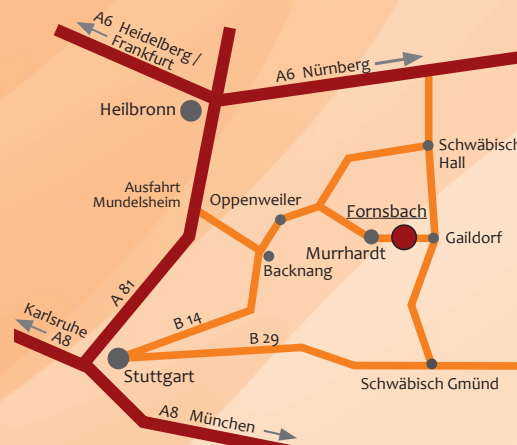 A6 Heidelberg /
Frankfurt
A6 Nürnberg
Heilbronn
Schwäbisch
Hall
Ausfahrt
Mundelsheim
Oppenweiler
Fornsbach
Murrhardt
Gaildorf
Backnang
A 81
Karlsruhe
A8
B 14
B 29
Stuttgart
Schwäbisch Gmünd
A8 München